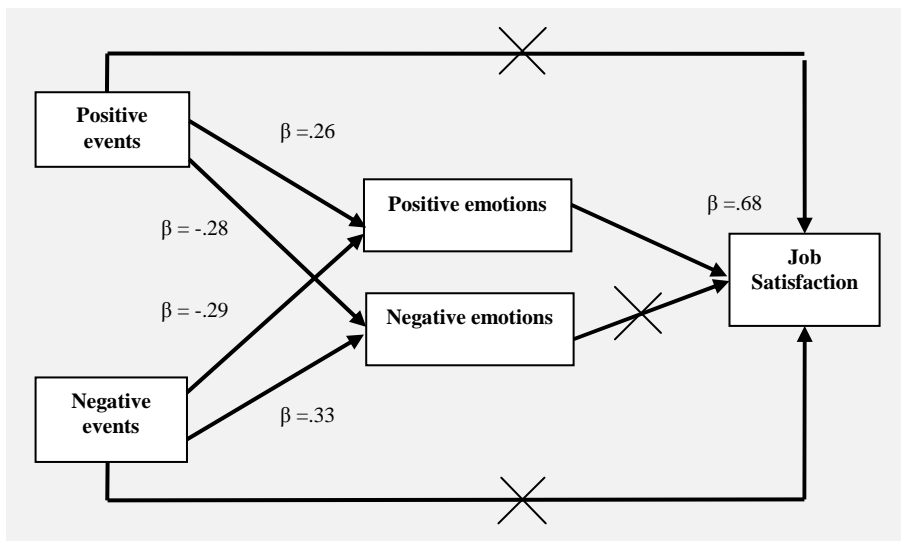 Positive
events
β =.26
Positive emotions
β =.68
β = -.28
Job
Satisfaction
β = -.29
Negative emotions
Negative
events
β =.33